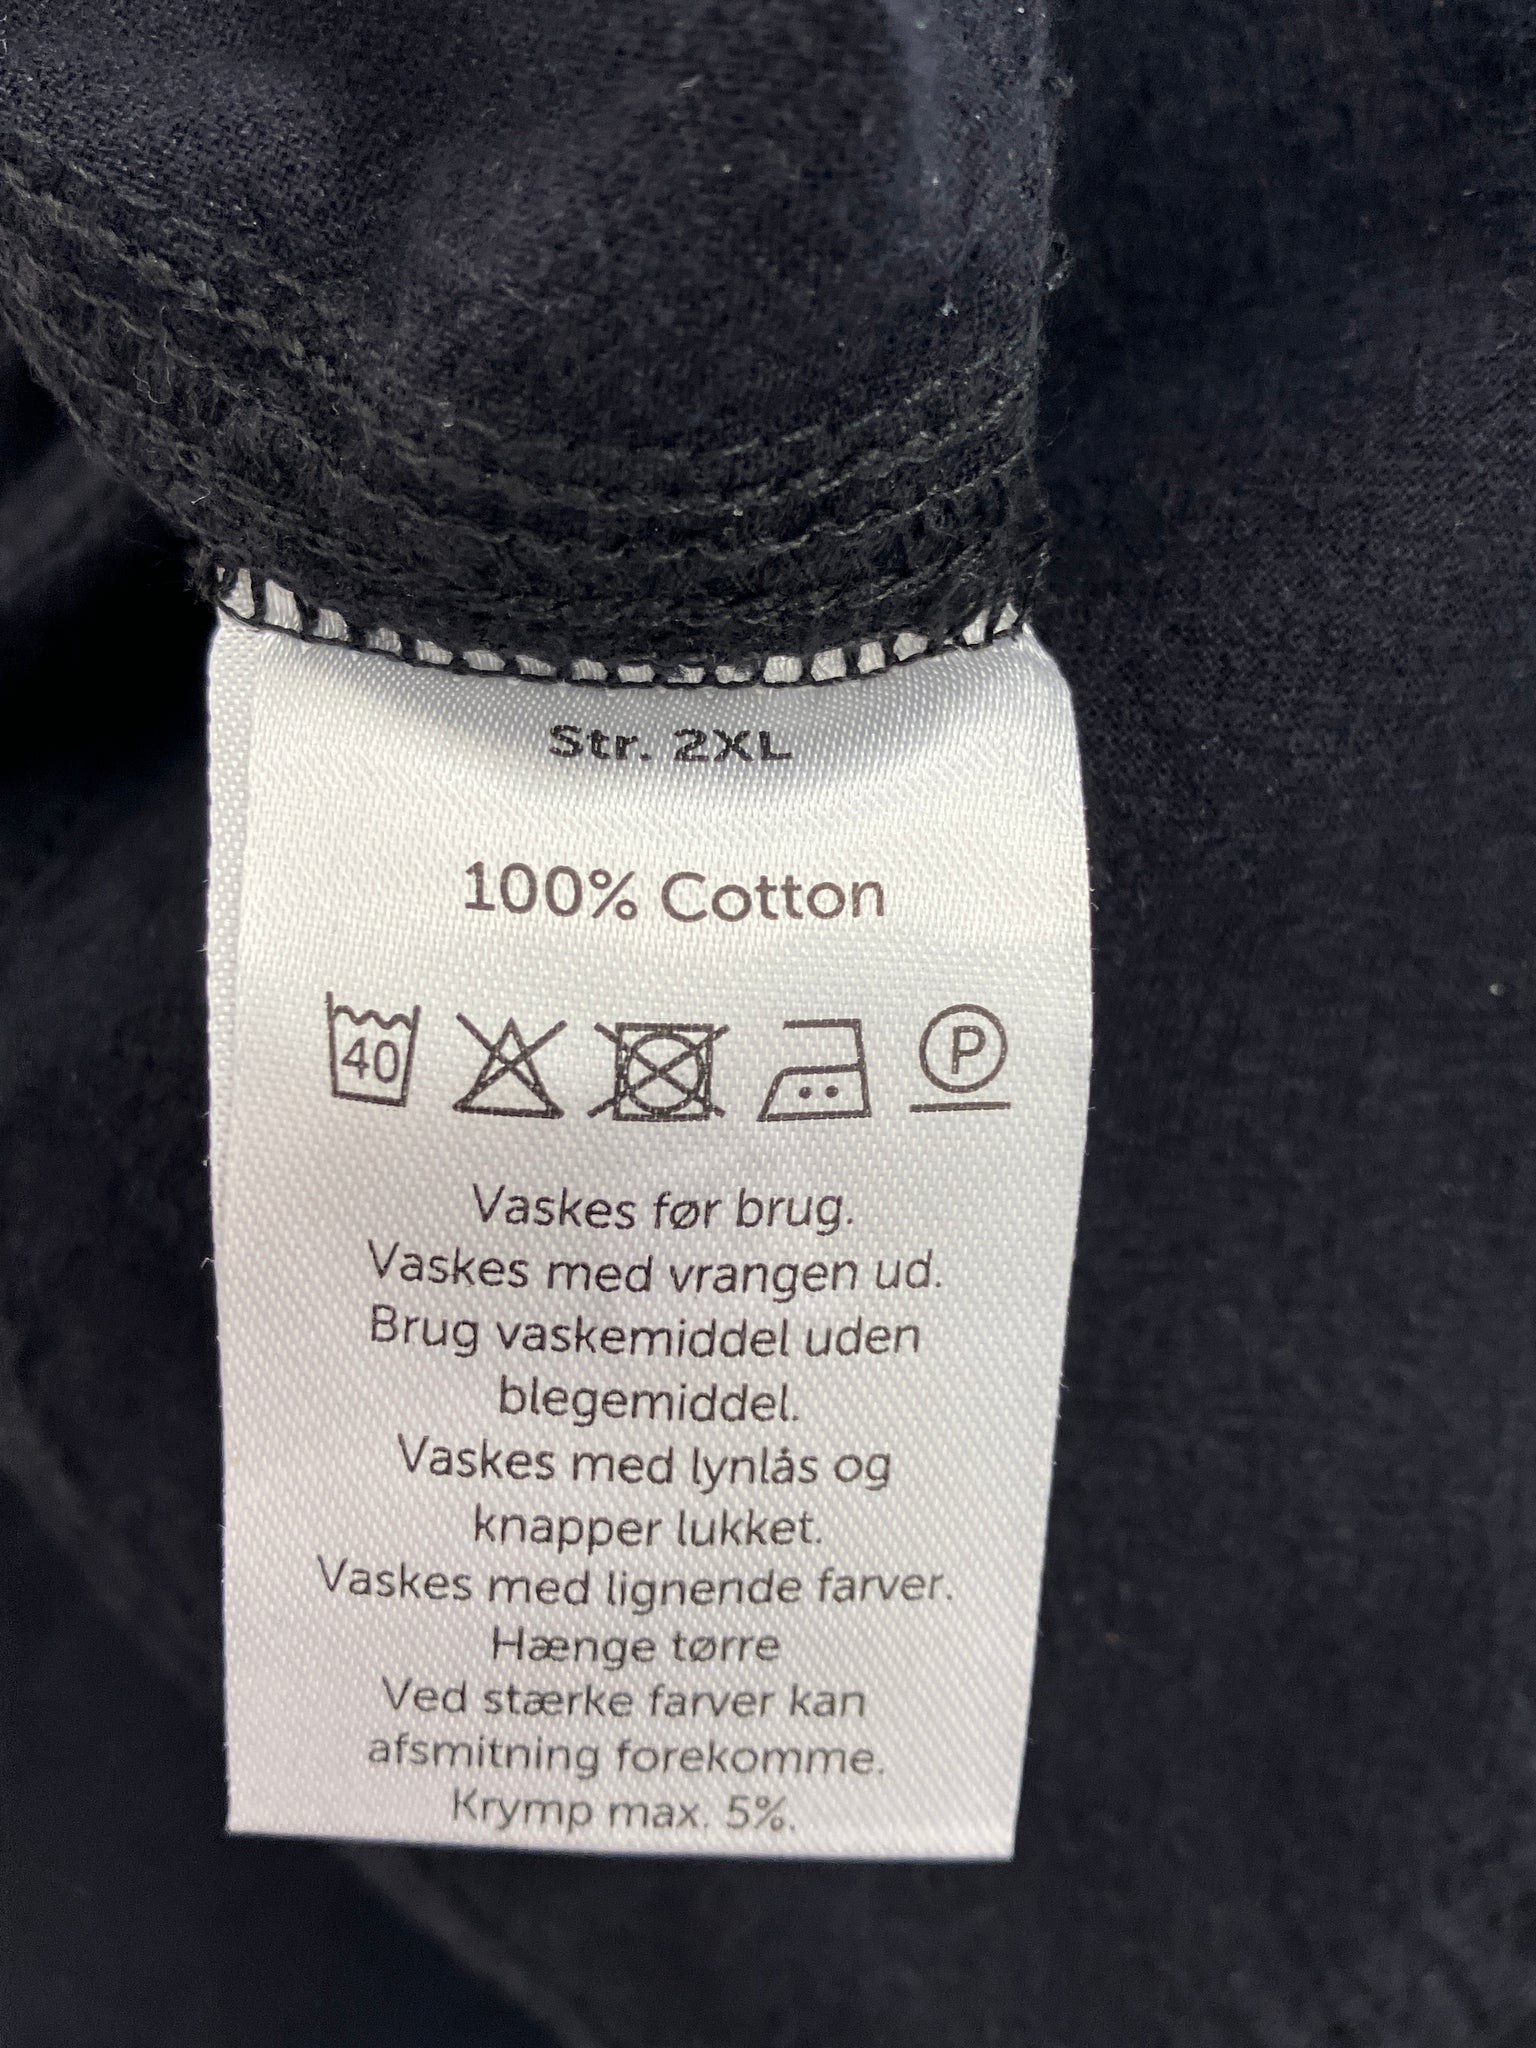 Str. 2XL
100% Cotton
40 P
Vaskes før brug.
Vaskes med vrangen ud.
Brug vaskemiddel uden
blegemiddel.
Vaskes med lynlås og
knapper lukket.
Vaskes med lignende farver.
Hænge tørre
Ved stærke farver kan
afsmitning forekomme.
Krymp max. 5%.